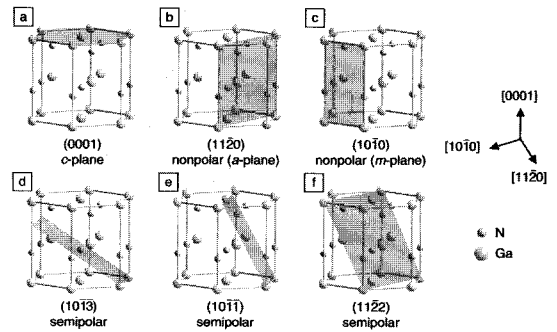 a
b
c
(0001)
c-plane
(112̄0)
nonpolar (a-plane)
(101̄0)
nonpolar (m-plane)
[0001]
[101̄0]
[112̄0]
d
e
f
(101̄3̄)
semipolar
(101̄1̄)
semipolar
(112̄2)
semipolar
N
Ga